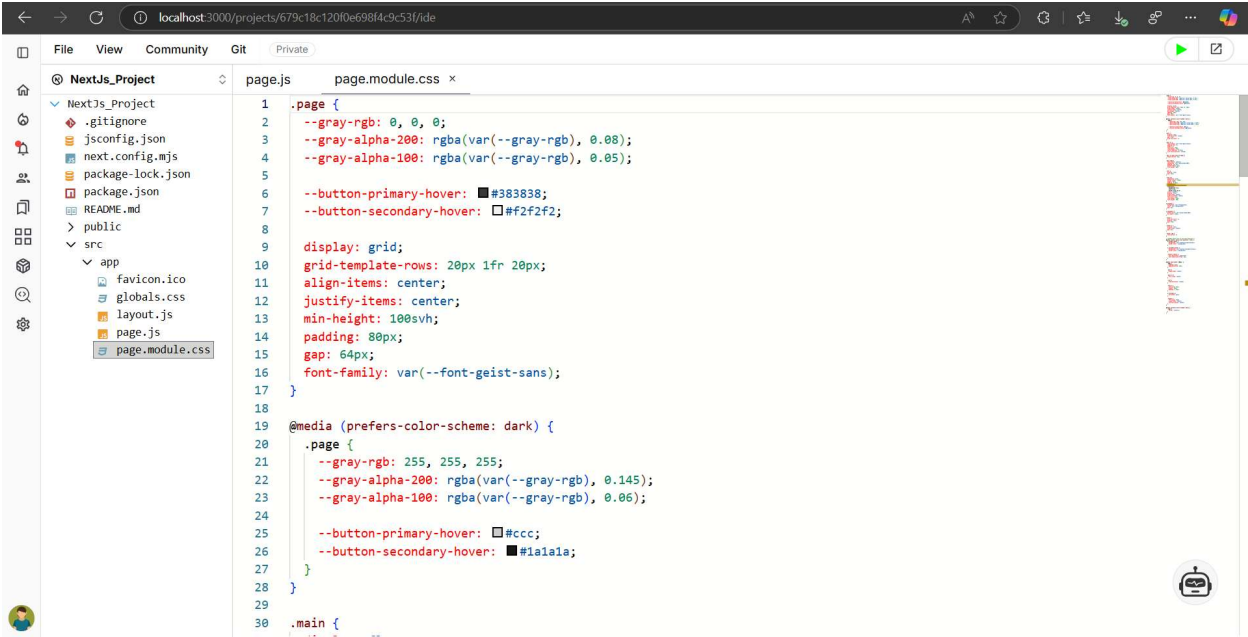 localhost:3000/projects/679c18c120f0e698f4c9c53f/ide
File View Community Git Private
NextJs_Project
page.js page.module.css ×
NextJs_Project
.gitignore
jsconfig.json
next.config.mjs
package-lock.json
package.json
README.md
public
src
app
favicon.ico
globals.css
layout.js
page.js
page.module.css
1 .page {
2 --gray-rgb: 0, 0, 0;
3 --gray-alpha-200: rgba(var(--gray-rgb), 0.08);
4 --gray-alpha-100: rgba(var(--gray-rgb), 0.05);
5
6 --button-primary-hover: #383838;
7 --button-secondary-hover: #f2f2f2;
8
9 display: grid;
10 grid-template-rows: 20px 1fr 20px;
11 align-items: center;
12 justify-items: center;
13 min-height: 100svh;
14 padding: 80px;
15 gap: 64px;
16 font-family: var(--font-geist-sans);
17 }
18
19 @media (prefers-color-scheme: dark) {
20 .page {
21 --gray-rgb: 255, 255, 255;
22 --gray-alpha-200: rgba(var(--gray-rgb), 0.145);
23 --gray-alpha-100: rgba(var(--gray-rgb), 0.06);
24
25 --button-primary-hover: #ccc;
26 --button-secondary-hover: #1a1a1a;
27 }
28 }
29
30 .main {